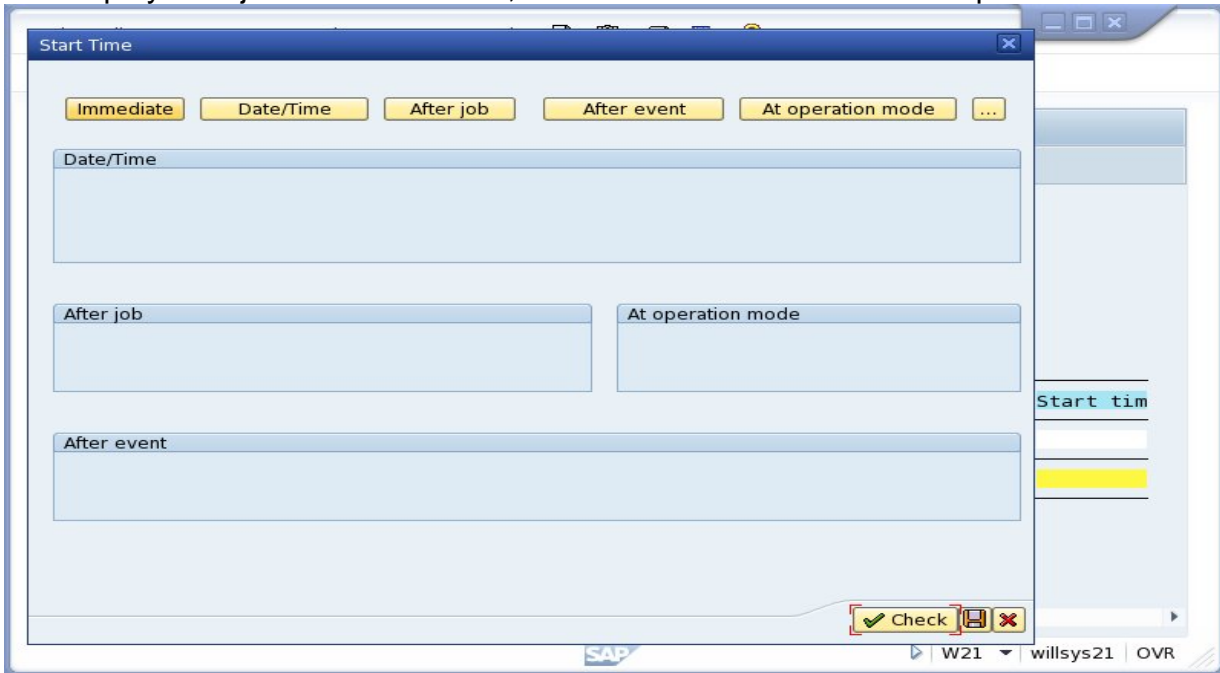 Start Time
Immediate Date/Time After job After event At operation mode ...
Date/Time
After job At operation mode
Start tim
After event
Check
SAP W21 willsys21 OVR